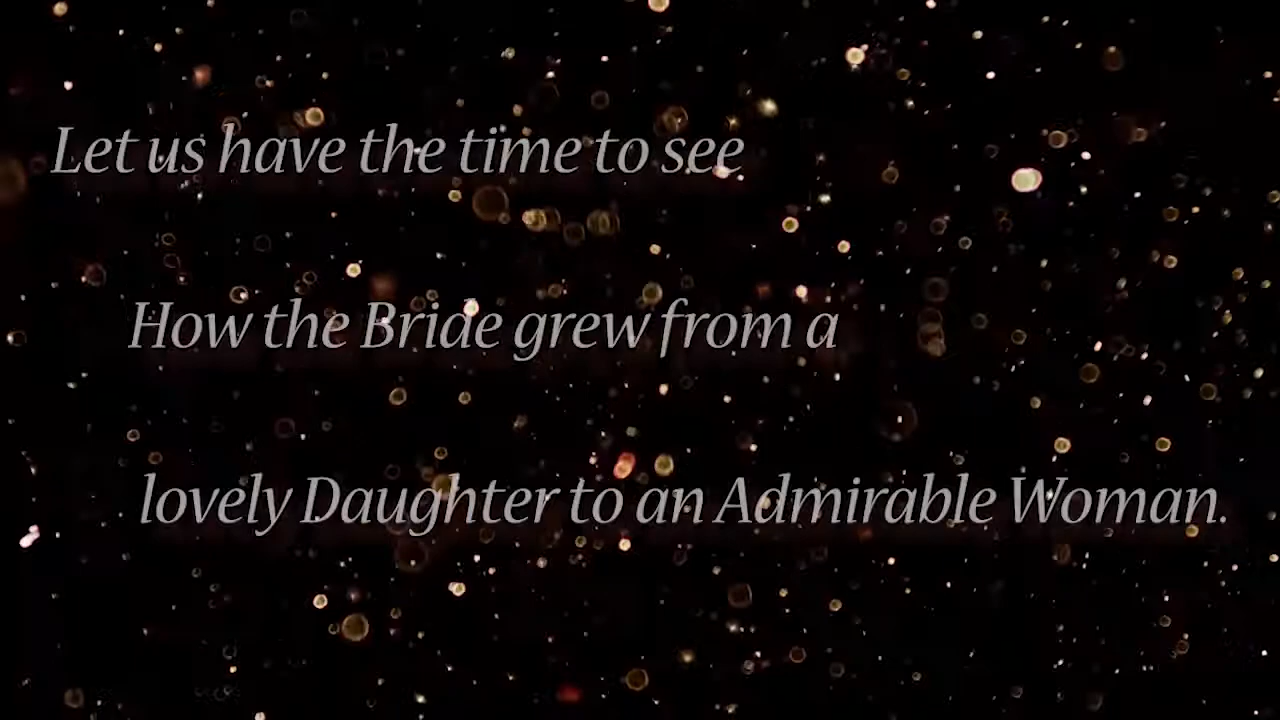 Let us have the time to see
How the Bride grew from a
lovely Daughter to an Admirable Woman.